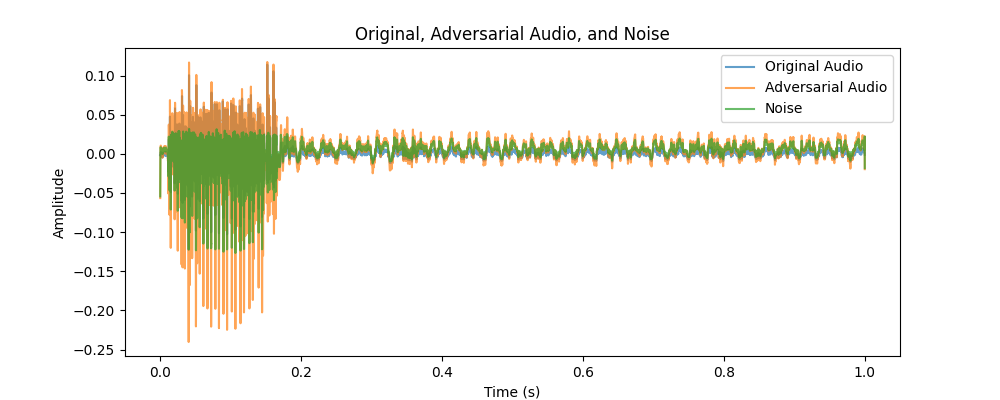 Original, Adversarial Audio, and Noise
Original Audio
Adversarial Audio
Noise
0.10
0.05
0.00
−0.05
−0.10
−0.15
−0.20
−0.25
Amplitude
0.0 0.2 0.4 0.6 0.8 1.0
Time (s)